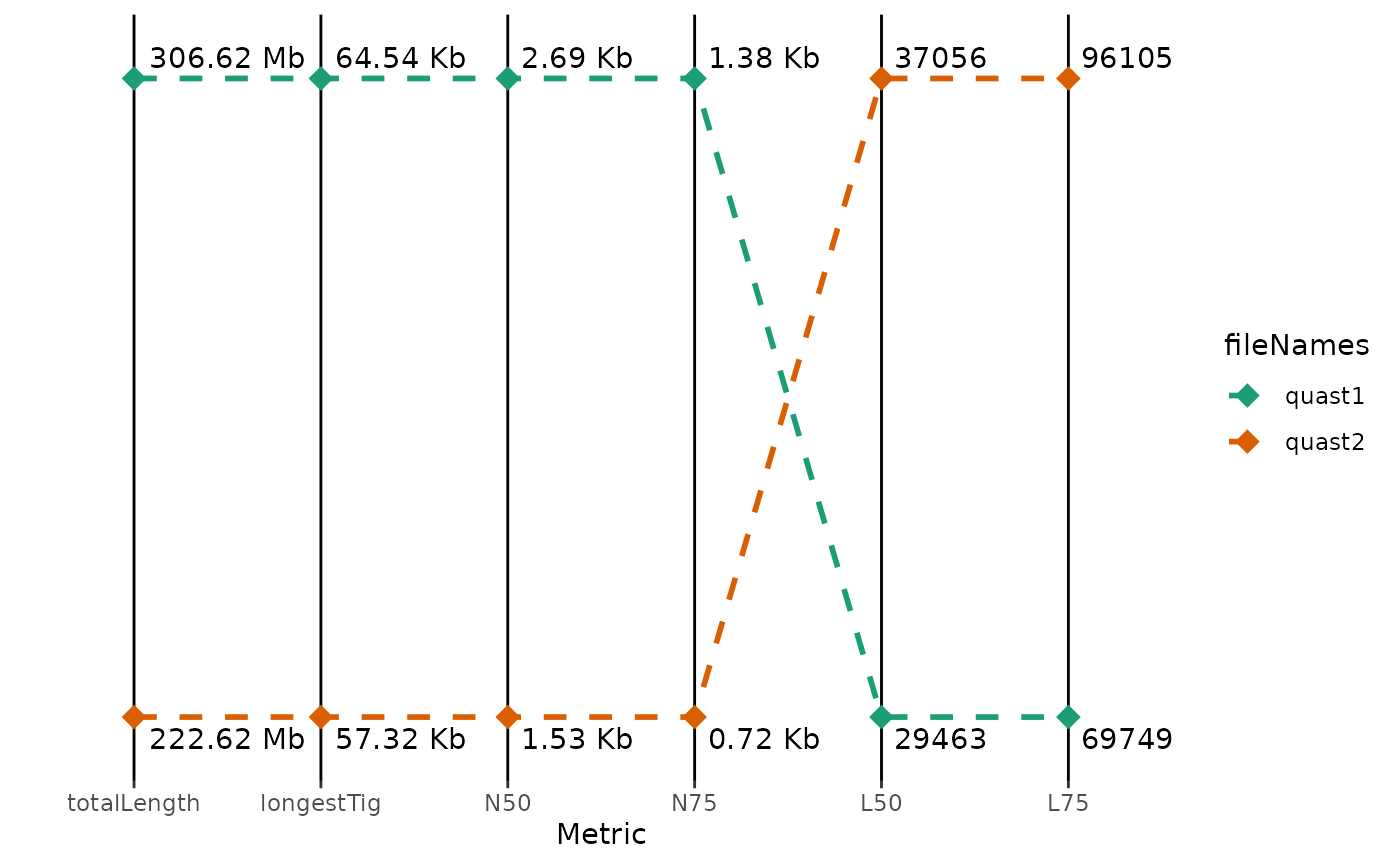 306.62 Mb 64.54 Kb 2.69 Kb 1.38 Kb 37056 96105
fileNames
quast1
quast2
222.62 Mb 57.32 Kb 1.53 Kb 0.72 Kb 29463 69749
totalLength longestTig N50 N75 L50 L75
Metric